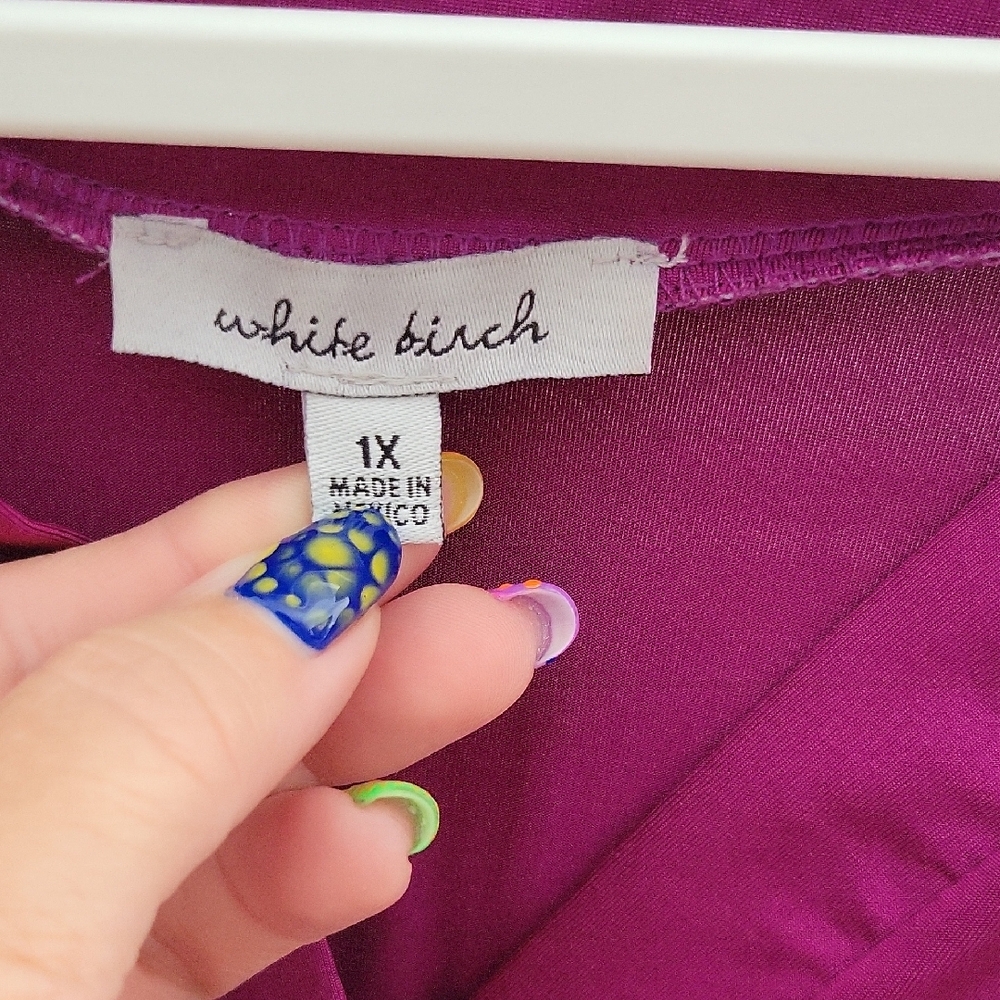 white birch
1X
MADE IN
MEXICO